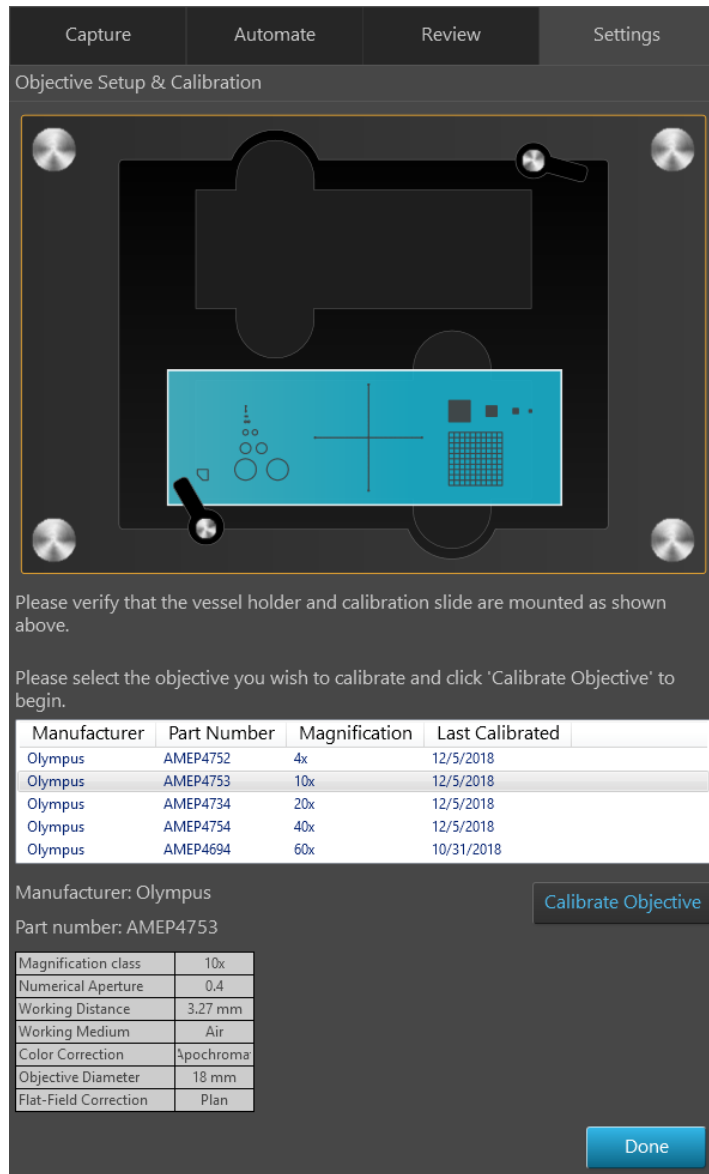 Capture Automate Review Settings
Objective Setup & Calibration
Please verify that the vessel holder and calibration slide are mounted as shown
above.
Please select the objective you wish to calibrate and click 'Calibrate Objective' to
begin.
Manufacturer Part Number Magnification Last Calibrated
Olympus AMEP4752 4x 12/5/2018
Olympus AMEP4753 10x 12/5/2018
Olympus AMEP4734 20x 12/5/2018
Olympus AMEP4754 40x 12/5/2018
Olympus AMEP4694 60x 10/31/2018
Manufacturer: Olympus
Calibrate Objective
Part number: AMEP4753
Magnification class 10x
Numerical Aperture 0.4
Working Distance 3.27 mm
Working Medium Air
Color Correction Apochromat
Objective Diameter 18 mm
Flat-Field Correction Plan
Done